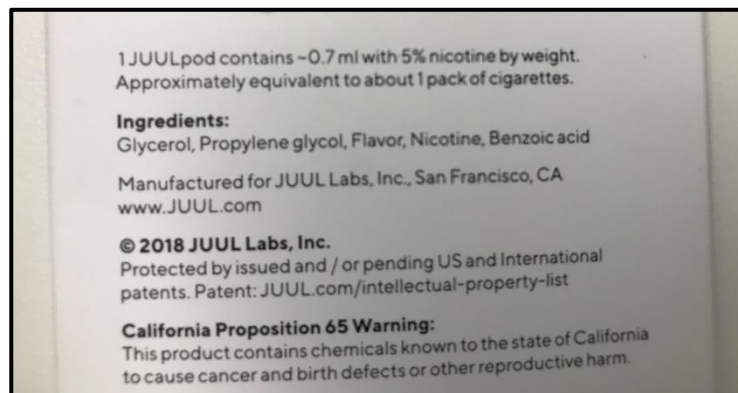 1 JUULpod contains ~0.7 ml with 5% nicotine by weight.
Approximately equivalent to about 1 pack of cigarettes.
Ingredients:
Glycerol, Propylene glycol, Flavor, Nicotine, Benzoic acid
Manufactured for JUUL Labs, Inc., San Francisco, CA
www.JUUL.com
© 2018 JUUL Labs, Inc.
Protected by issued and / or pending US and International
patents. Patent: JUUL.com/intellectual-property-list
California Proposition 65 Warning:
This product contains chemicals known to the state of California
to cause cancer and birth defects or other reproductive harm.